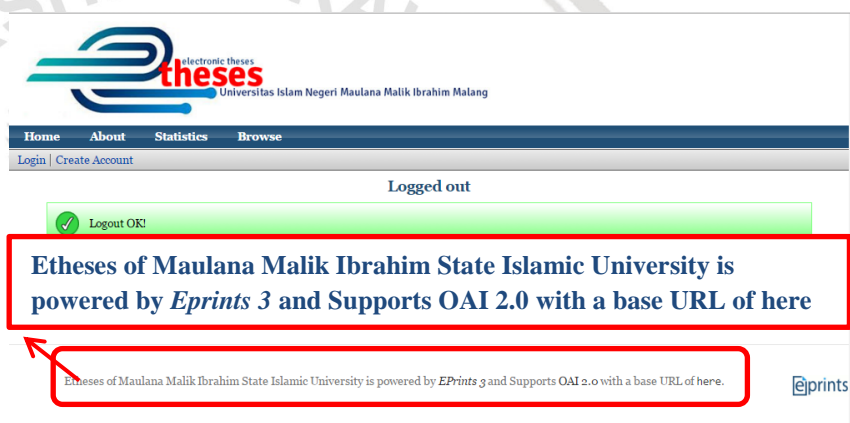 electronic theses
theses
Universitas Islam Negeri Maulana Malik Ibrahim Malang
Home About Statistics Browse
Login | Create Account
Logged out
Logout OK!
Etheses of Maulana Malik Ibrahim State Islamic University is
powered by Eprints 3 and Supports OAI 2.0 with a base URL of here
Etheses of Maulana Malik Ibrahim State Islamic University is powered by EPrints 3 and Supports OAI 2.0 with a base URL of here.
eprints